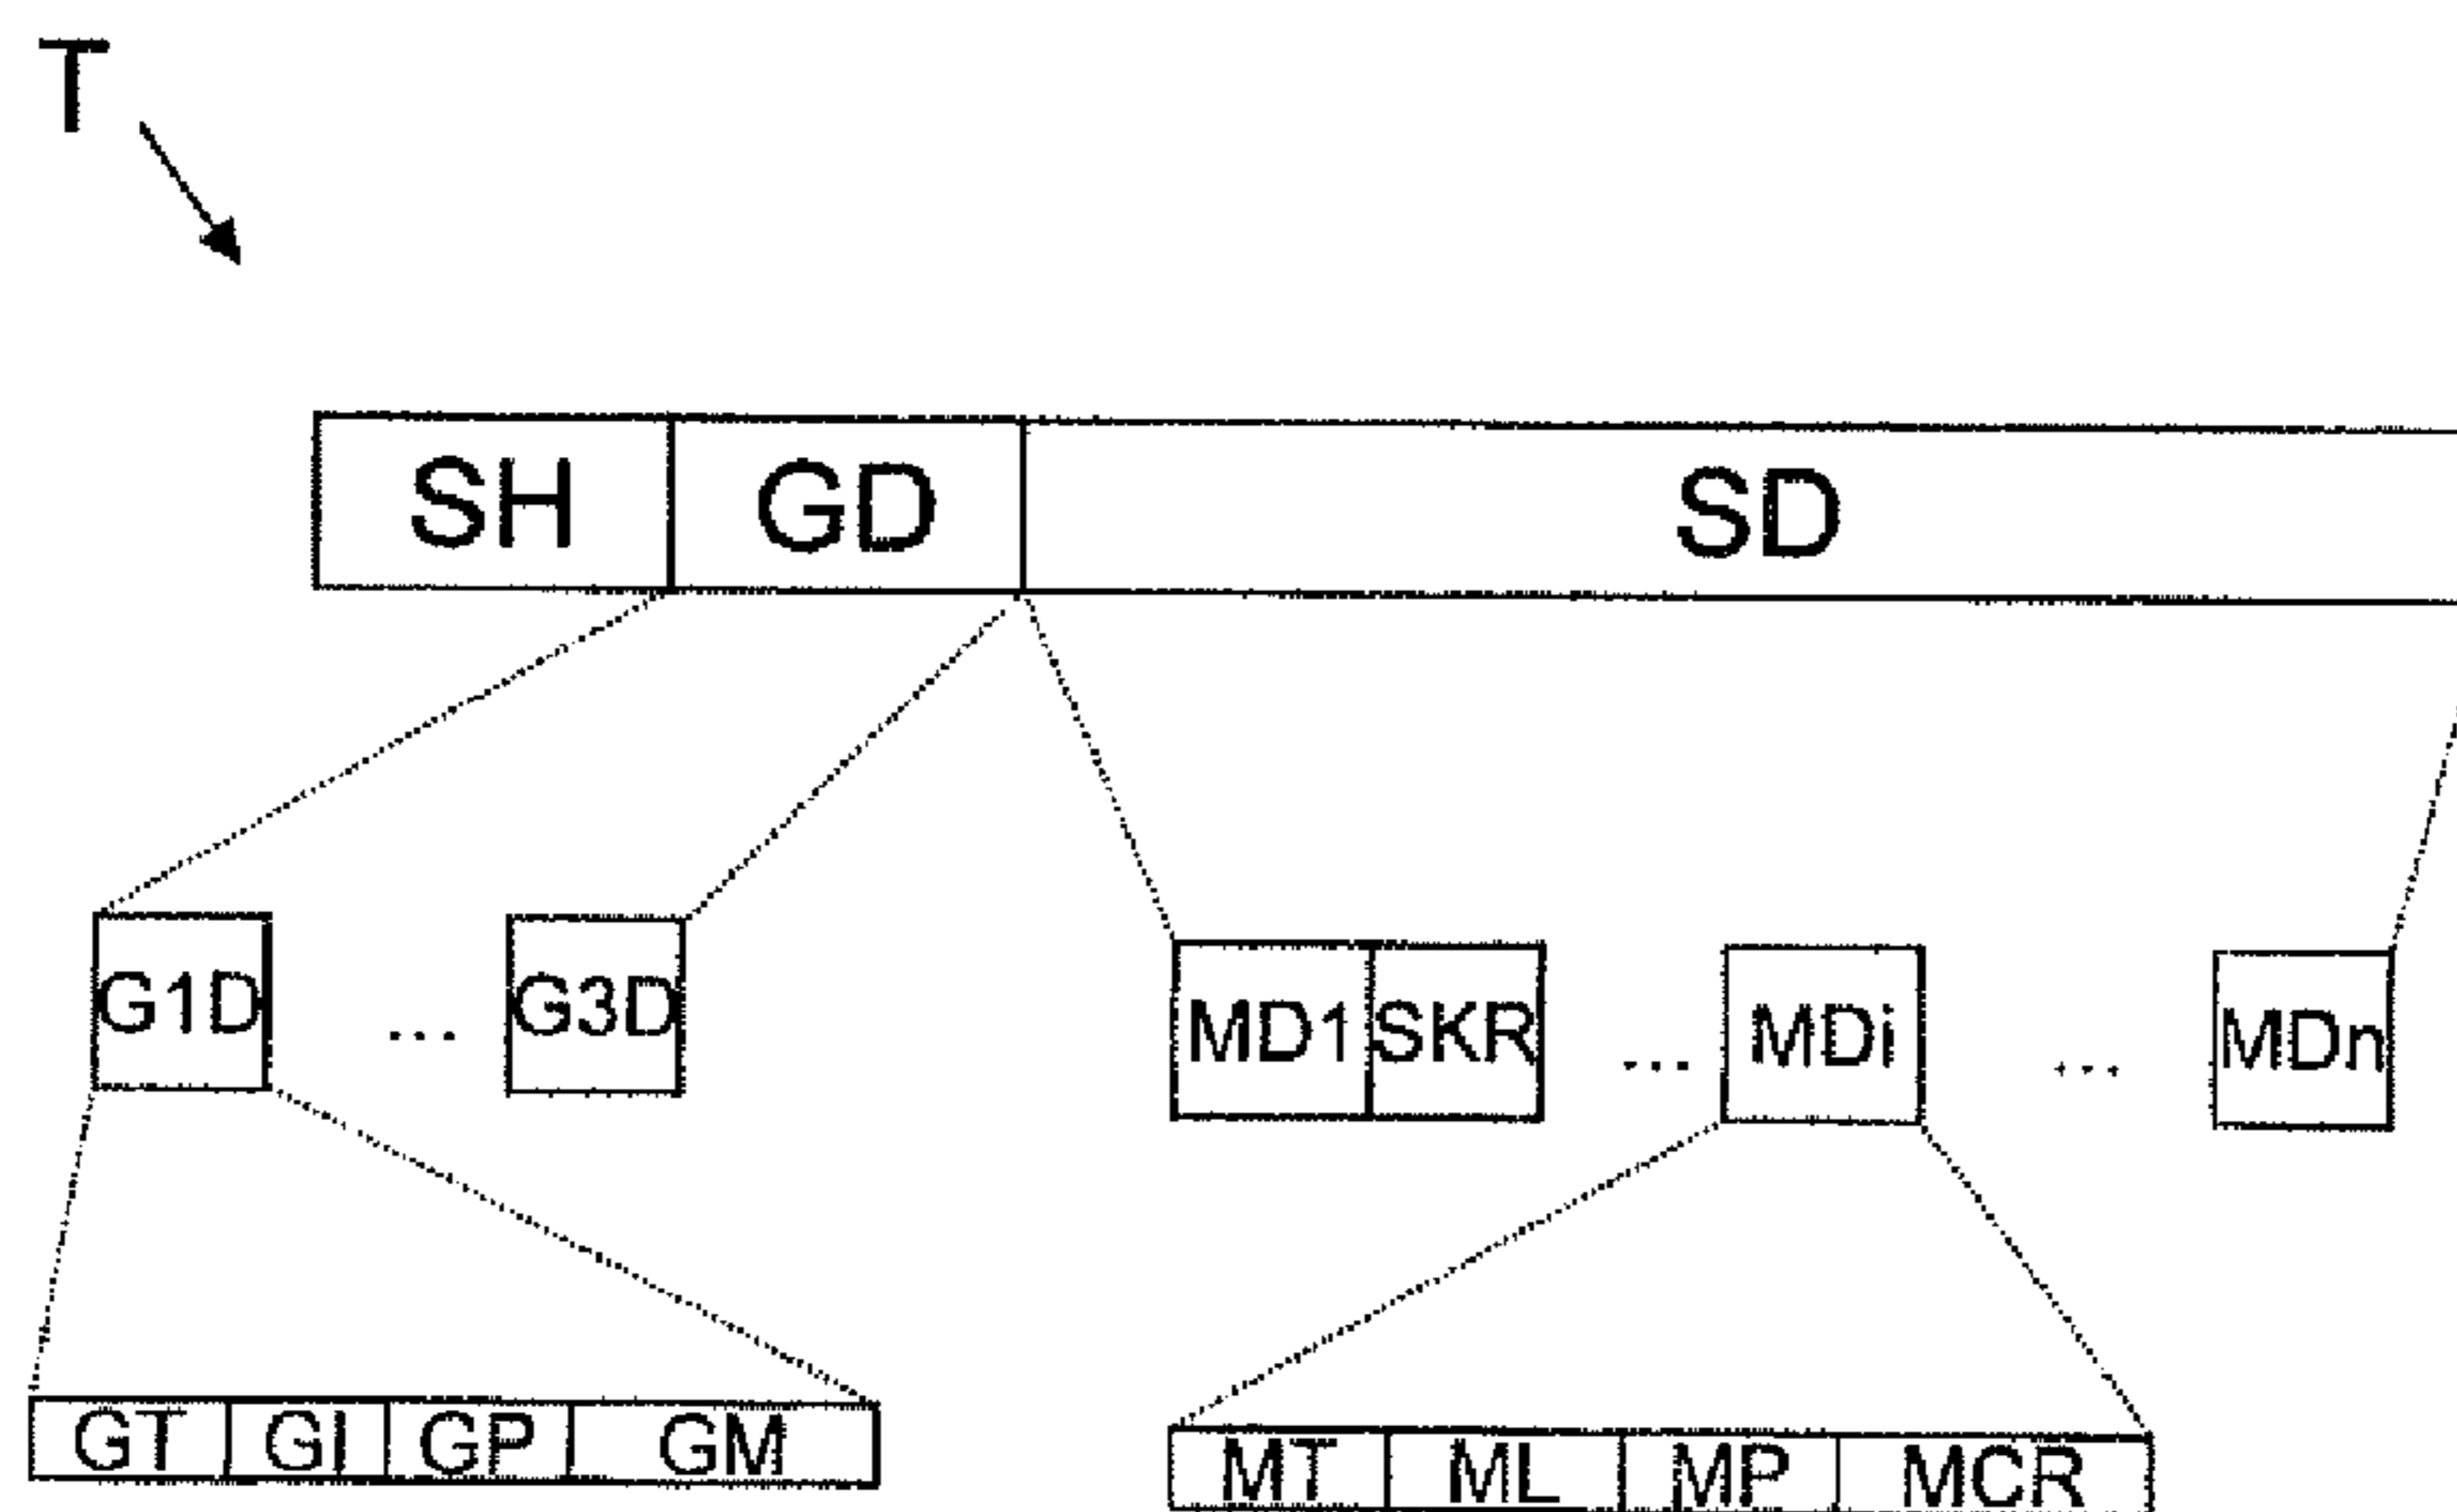 T
SH GD SD
G1D ... G3D MD1 SKR ... MDi ... MDn
GT GI GP GM MT ML MP MCR